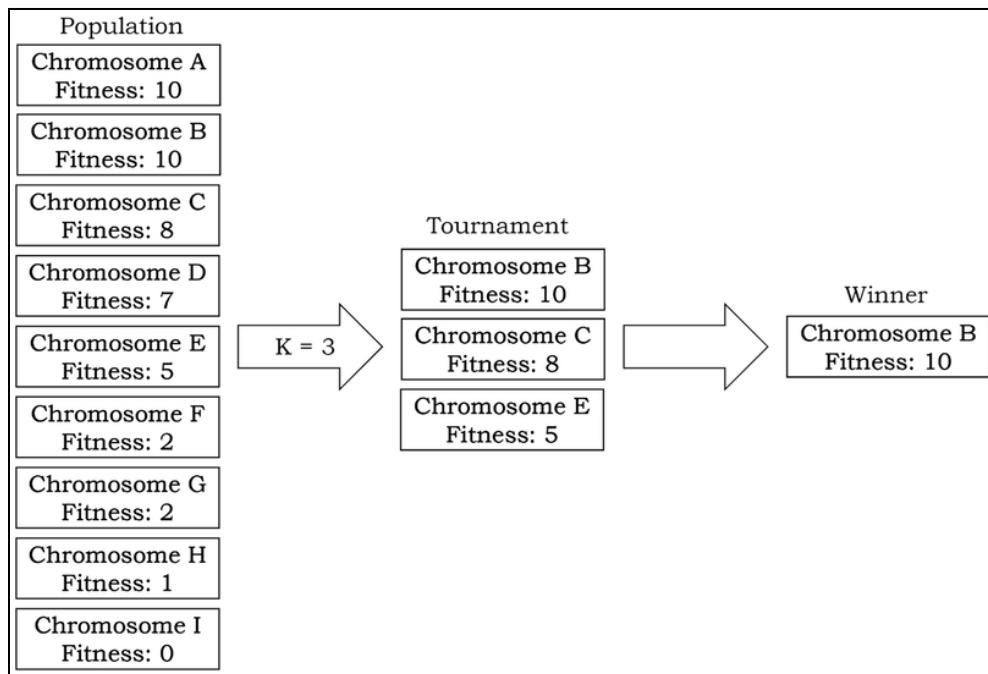 Population
Chromosome A
Fitness: 10
Chromosome B
Fitness: 10
Chromosome C
Fitness: 8
Chromosome D
Fitness: 7
Chromosome E
Fitness: 5
Chromosome F
Fitness: 2
Chromosome G
Fitness: 2
Chromosome H
Fitness: 1
Chromosome I
Fitness: 0
K = 3
Tournament
Chromosome B
Fitness: 10
Chromosome C
Fitness: 8
Chromosome E
Fitness: 5
Winner
Chromosome B
Fitness: 10